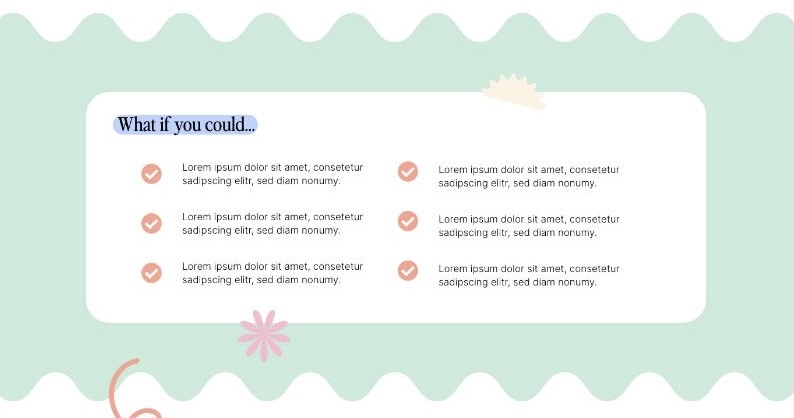 What if you could...
Lorem ipsum dolor sit amet, consetetur
sadipscing elitr, sed diam nonumy.
Lorem ipsum dolor sit amet, consetetur
sadipscing elitr, sed diam nonumy.
Lorem ipsum dolor sit amet, consetetur
sadipscing elitr, sed diam nonumy.
Lorem ipsum dolor sit amet, consetetur
sadipscing elitr, sed diam nonumy.
Lorem ipsum dolor sit amet, consetetur
sadipscing elitr, sed diam nonumy.
Lorem ipsum dolor sit amet, consetetur
sadipscing elitr, sed diam nonumy.